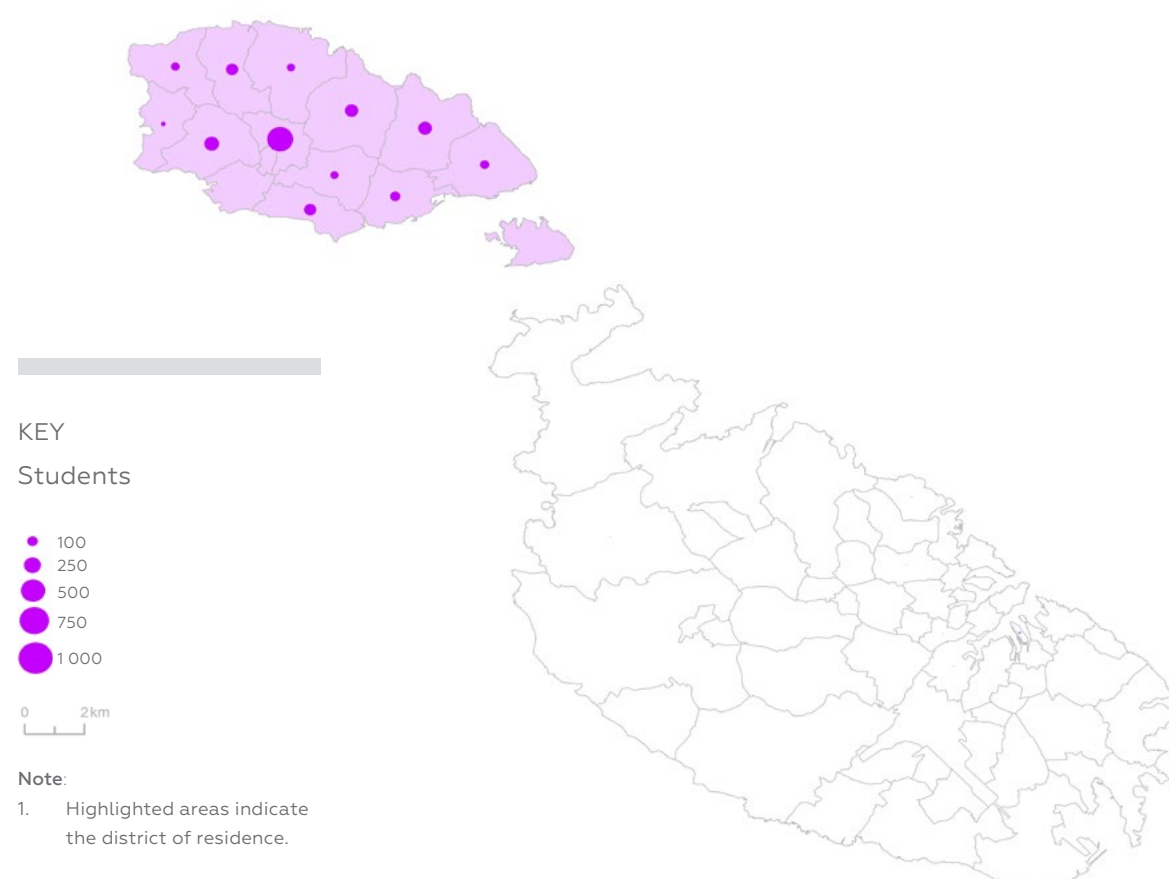 KEY
Students
100
250
500
750
1 000
0 2km
Note:
1. Highlighted areas indicate
the district of residence.